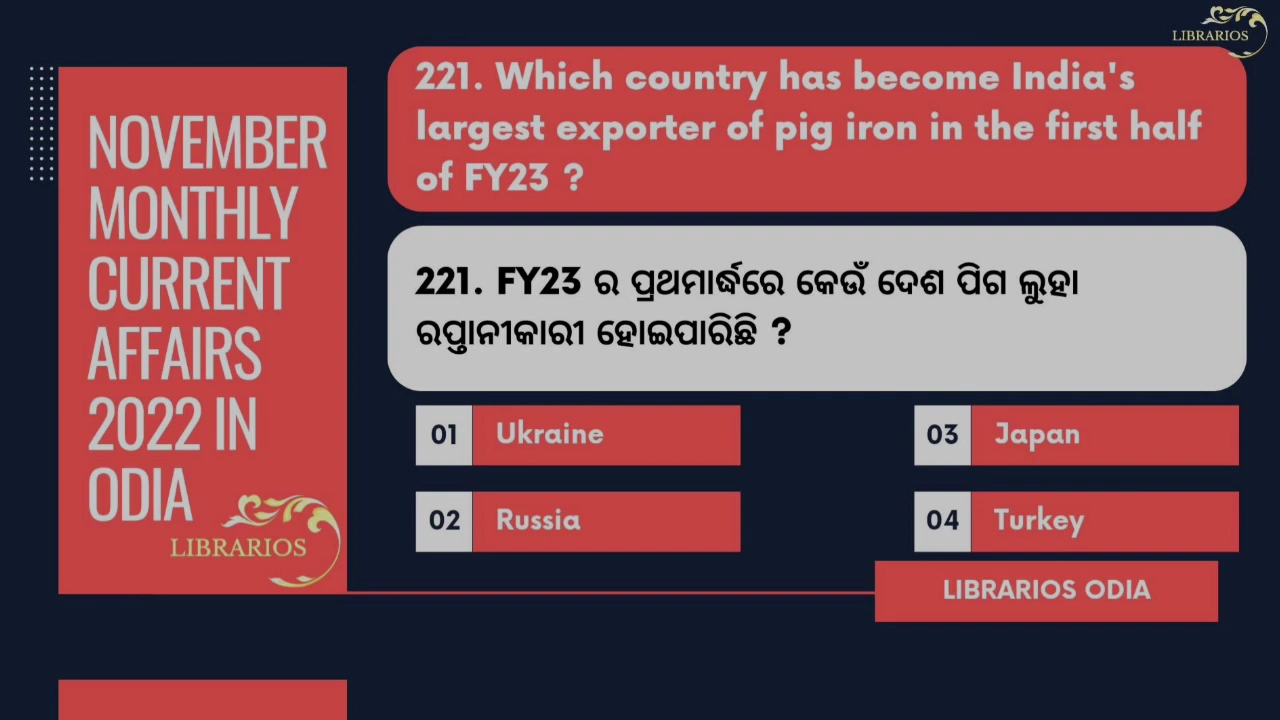 LIBRARIOS
NOVEMBER
MONTHLY
CURRENT
AFFAIRS
2022 IN
ODIA
LIBRARIOS
221. Which country has become India's
largest exporter of pig iron in the first half
of FY23 ?
221. FY23 ର ପ୍ରଥମାର୍ଦ୍ଧରେ କେଉଁ ଦେଶ ପିଗ ଲୁହା
ରପ୍ତାନୀକାରୀ ହୋଇପାରିଛି ?
01 Ukraine
02 Russia
03 Japan
04 Turkey
LIBRARIOS ODIA